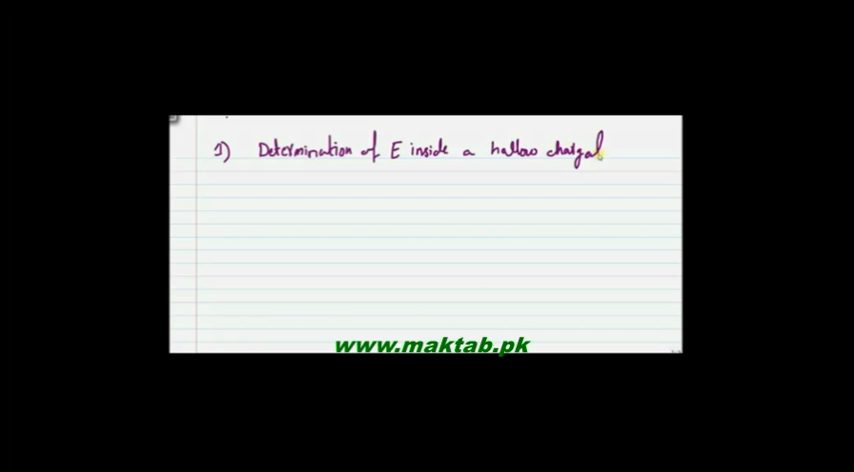 1) Determination of E inside a hallow charged
www.maktab.pk